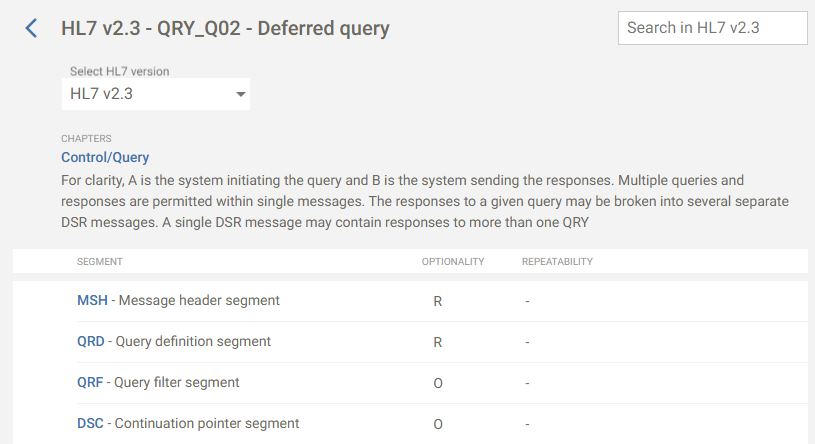 HL7 v2.3 - QRY_Q02 - Deferred query
Search in HL7 v2.3
Select HL7 version
HL7 v2.3
CHAPTERS
Control/Query
For clarity, A is the system initiating the query and B is the system sending the responses. Multiple queries and
responses are permitted within single messages. The responses to a given query may be broken into several separate
DSR messages. A single DSR message may contain responses to more than one QRY
SEGMENT OPTIONALITY REPEATABILITY
MSH - Message header segment R -
QRD - Query definition segment R -
QRF - Query filter segment O -
DSC - Continuation pointer segment O -